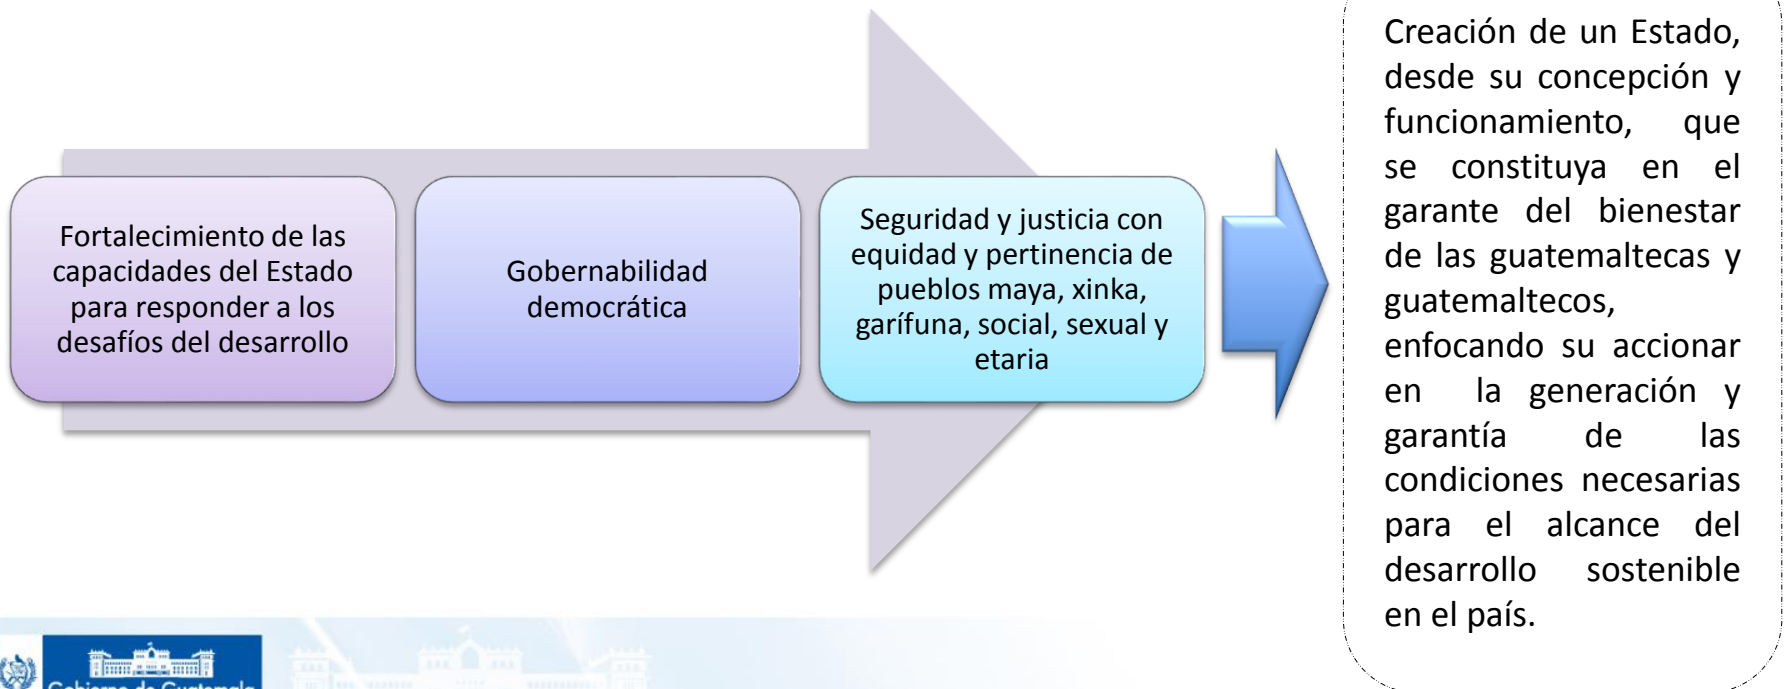 Fortalecimiento de las
capacidades del Estado
para responder a los
desafíos del desarrollo
Gobernabilidad
democrática
Seguridad y justicia con
equidad y pertinencia de
pueblos maya, xinka,
garífuna, social, sexual y
etaria
Creación de un Estado,
desde su concepción y
funcionamiento, que
se constituya en el
garante del bienestar
de las guatemaltecas y
guatemaltecos,
enfocando su accionar
en la generación y
garantía de las
condiciones necesarias
para el alcance del
desarrollo sostenible
en el país.
Gobierno de Guatemala